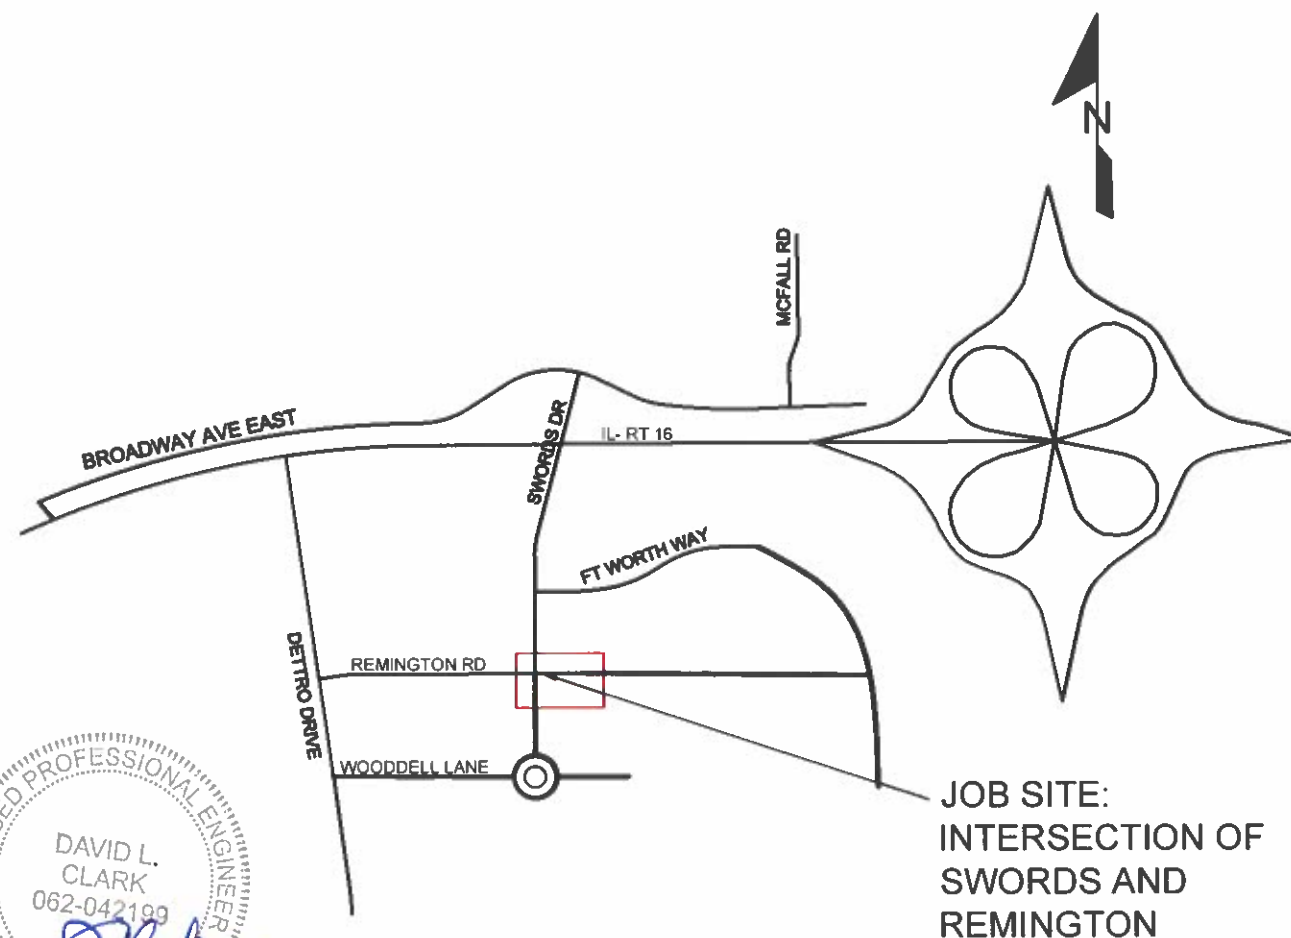 N
MCFALL RD
BROADWAY AVE EAST
SWORDS DR
IL- RT 16
FT WORTH WAY
DETTRO DRIVE
REMINGTON RD
WOODDELL LANE
JOB SITE:
INTERSECTION OF
SWORDS AND
REMINGTON
PROFESSIONAL ENGINEER
DAVID L.
CLARK
062-042199